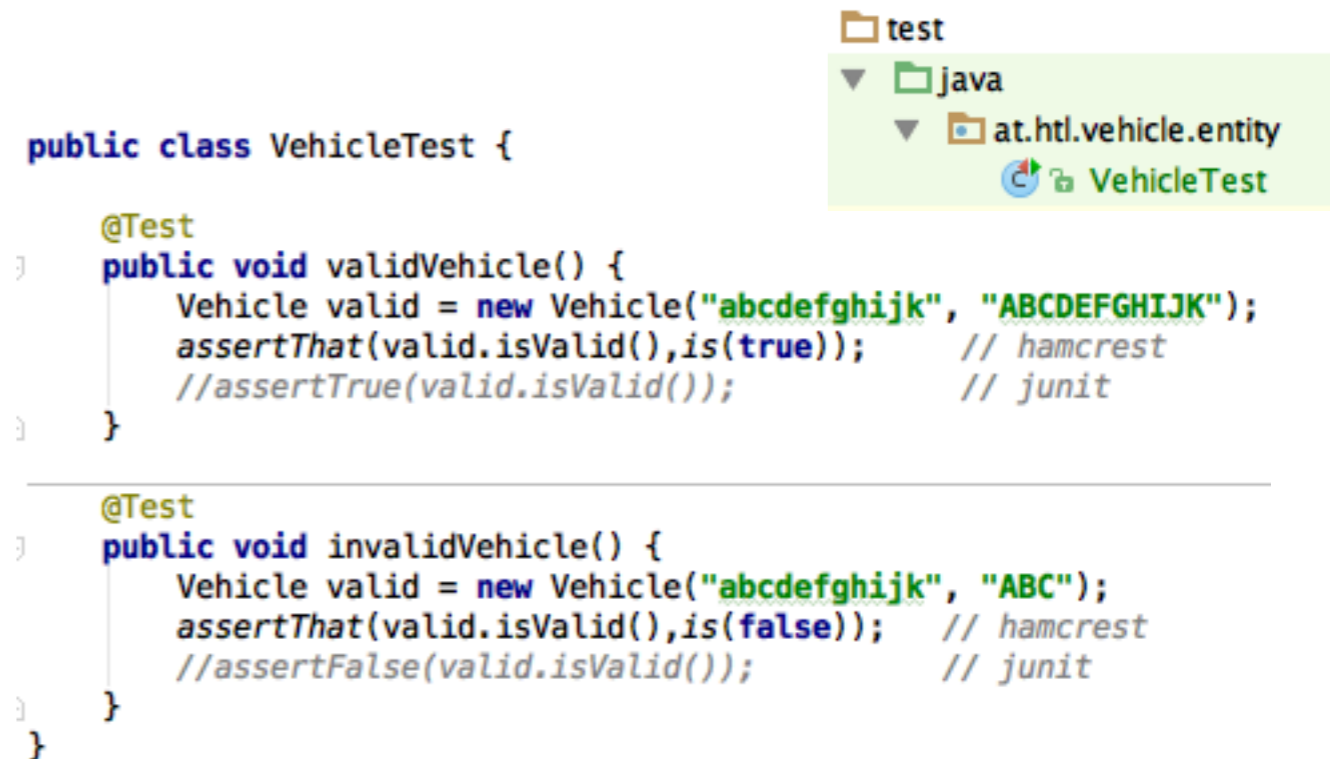 test
java
at.htl.vehicle.entity
VehicleTest
public class VehicleTest {
@Test
public void validVehicle() {
Vehicle valid = new Vehicle("abcdefghijk", "ABCDEFGHIJK");
assertThat(valid.isValid(),is(true)); // hamcrest
//assertTrue(valid.isValid()); // junit
}
@Test
public void invalidVehicle() {
Vehicle valid = new Vehicle("abcdefghijk", "ABC");
assertThat(valid.isValid(),is(false)); // hamcrest
//assertFalse(valid.isValid()); // junit
}
}